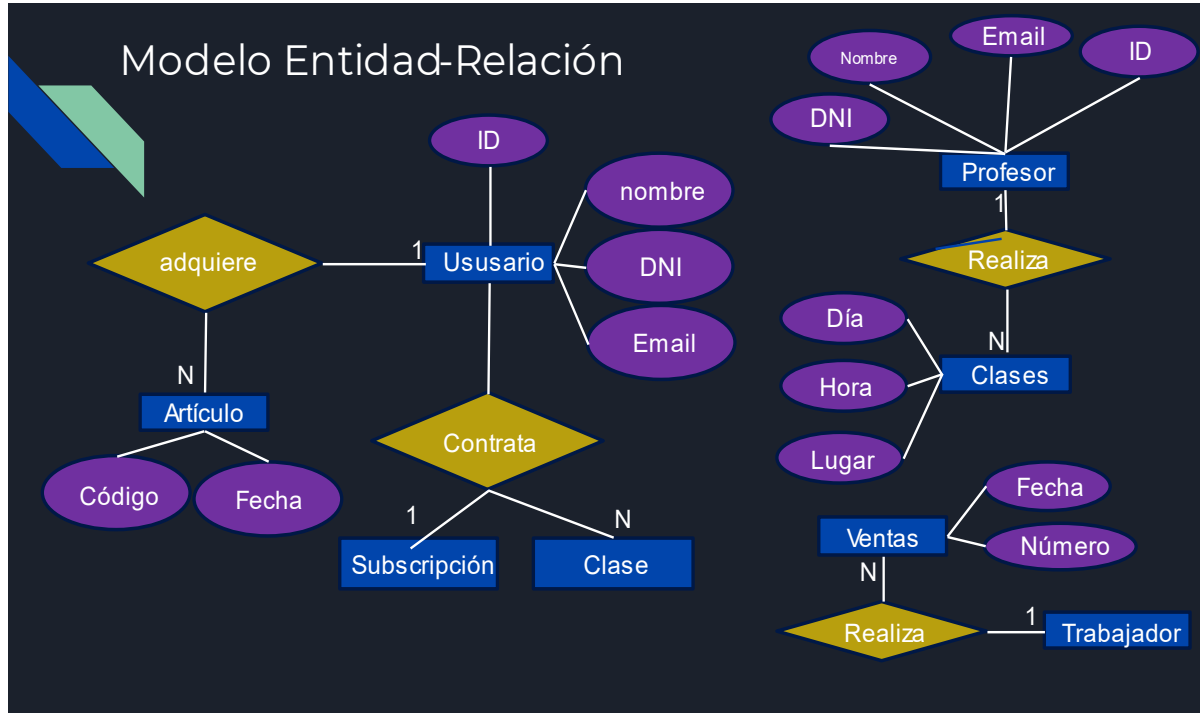 Modelo Entidad-Relación
ID
nombre
DNI
Email
adquiere
1
Ususario
N
Artículo
Código
Fecha
Contrata
1
N
Subscripción
Clase
Nombre
Email
ID
DNI
Profesor
1
Realiza
N
Día
Hora
Lugar
Clases
Ventas
Fecha
Número
N
Realiza
1
Trabajador